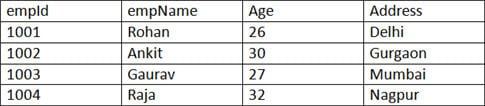 empId empName Age Address
1001 Rohan 26 Delhi
1002 Ankit 30 Gurgaon
1003 Gaurav 27 Mumbai
1004 Raja 32 Nagpur